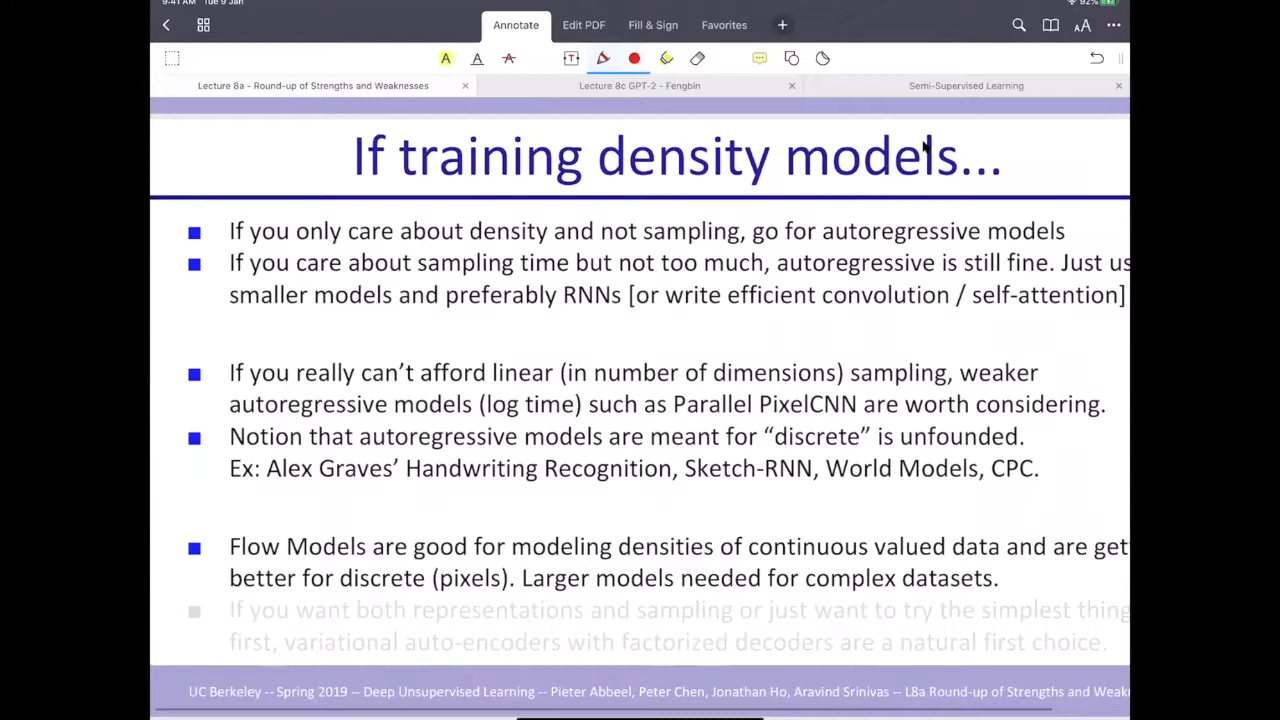 9:41 AM Tue 9 Jan
92%
Annotate
Edit PDF
Fill & Sign
Favorites
Lecture 8a - Round-up of Strengths and Weaknesses
Lecture 8c GPT-2 - Fengbin
Semi-Supervised Learning
If training density models...
If you only care about density and not sampling, go for autoregressive models
If you care about sampling time but not too much, autoregressive is still fine. Just us
smaller models and preferably RNNs [or write efficient convolution / self-attention]
If you really can't afford linear (in number of dimensions) sampling, weaker
autoregressive models (log time) such as Parallel PixelCNN are worth considering.
Notion that autoregressive models are meant for “discrete” is unfounded.
Ex: Alex Graves’ Handwriting Recognition, Sketch-RNN, World Models, CPC.
Flow Models are good for modeling densities of continuous valued data and are get
better for discrete (pixels). Larger models needed for complex datasets.
If you want both representations and sampling or just want to try the simplest thing
first, variational auto-encoders with factorized decoders are a natural first choice.
UC Berkeley -- Spring 2019 -- Deep Unsupervised Learning -- Pieter Abbeel, Peter Chen, Jonathan Ho, Aravind Srinivas -- L8a Round-up of Strengths and Weak